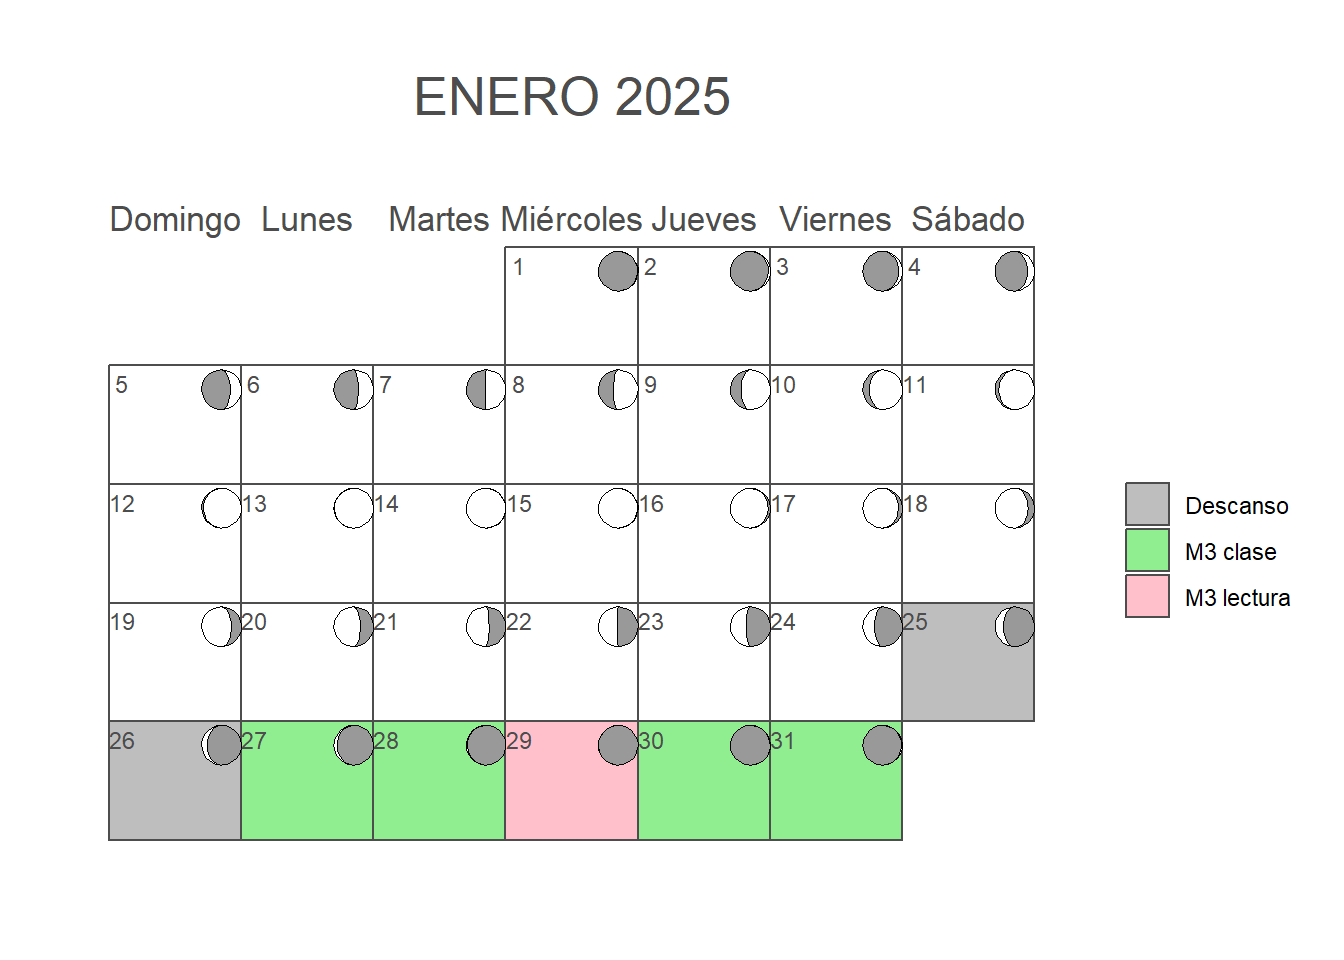 ENERO 2025
Domingo Lunes Martes Miércoles Jueves Viernes Sábado
1 2 3 4
5 6 7 8 9 10 11
12 13 14 15 16 17 18
19 20 21 22 23 24 25
26 27 28 29 30 31
Descanso
M3 clase
M3 lectura